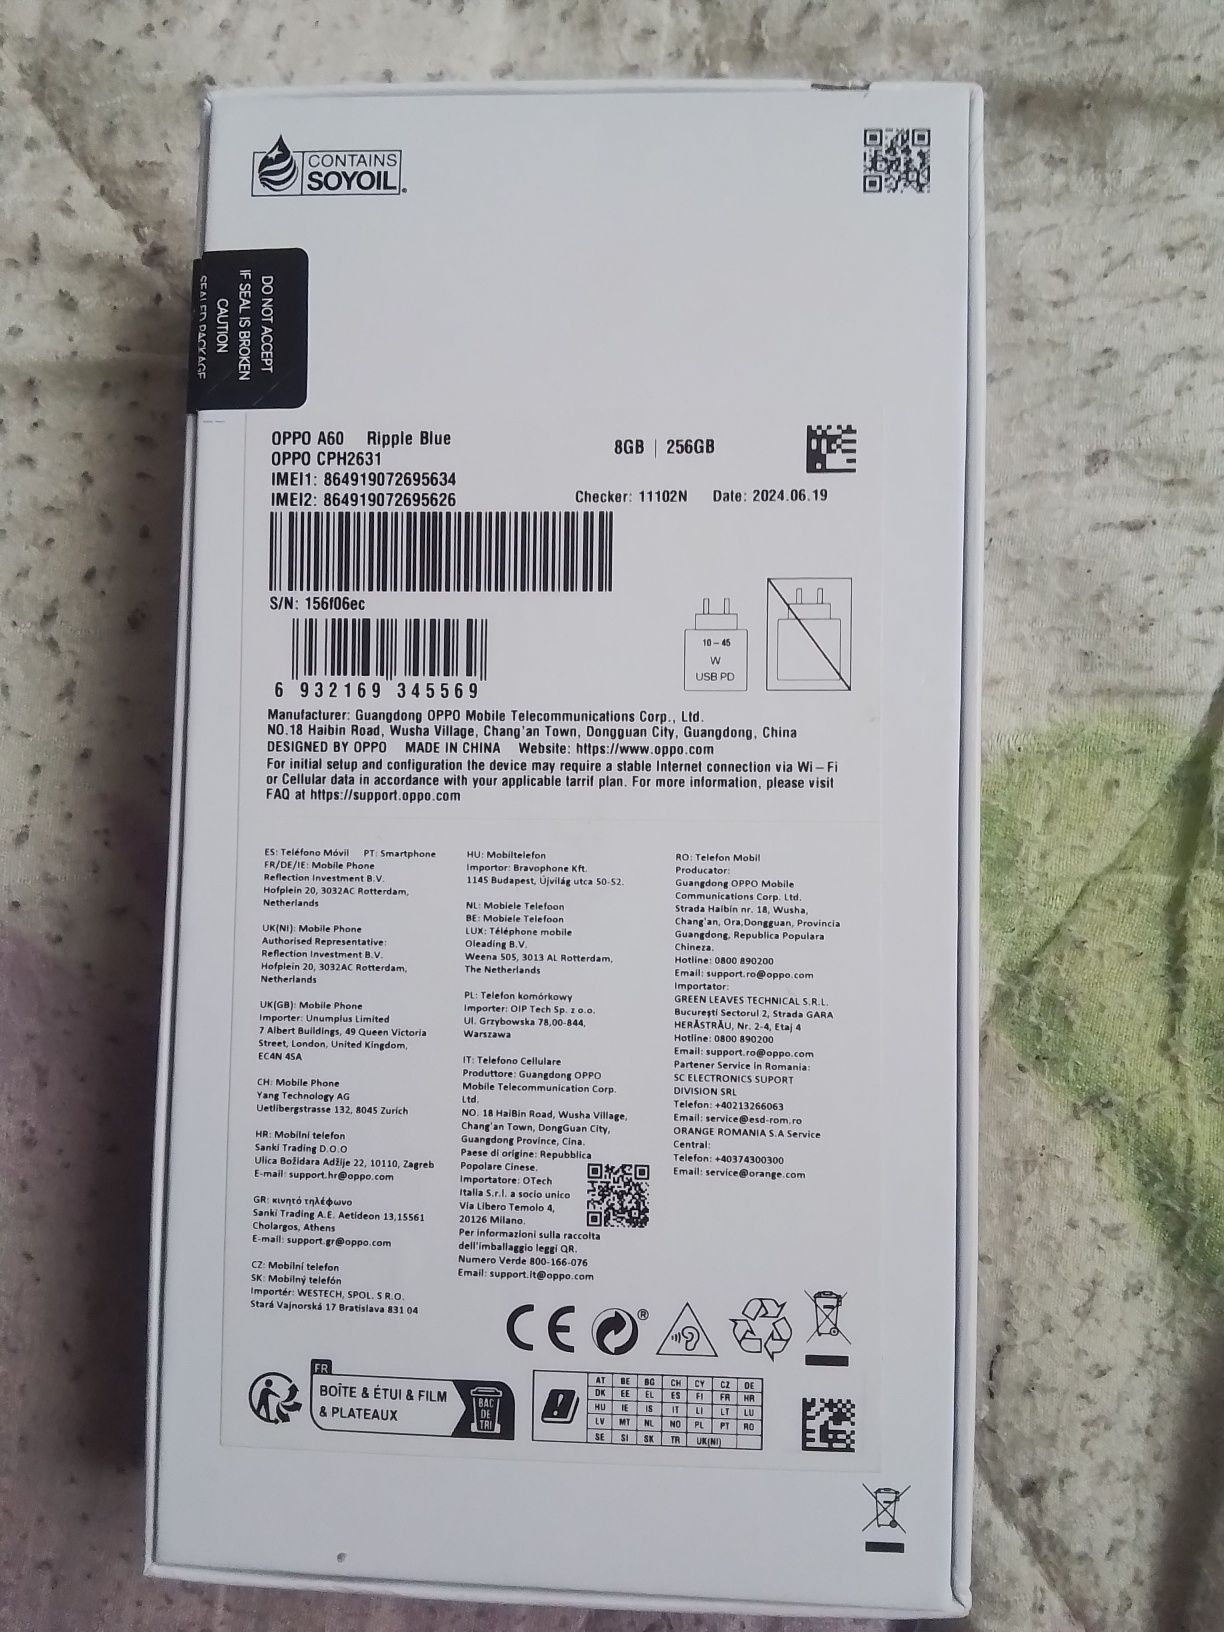 CONTAINS
SOYOIL®
DO NOT ACCEPT
IF SEAL IS BROKEN
CAUTION
SEALED PACKAGE
OPPO A60 Ripple Blue
OPPO CPH2631
8GB | 256GB
IMEI1: 864919072695634
IMEI2: 864919072695626
Checker: 11102N Date: 2024.06.19
S/N: 156f06ec
6 932169 345569
10 – 45
W
USB PD
Manufacturer: Guangdong OPPO Mobile Telecommunications Corp., Ltd.
NO.18 Haibin Road, Wusha Village, Chang'an Town, Dongguan City, Guangdong, China
DESIGNED BY OPPO MADE IN CHINA Website: https://www.oppo.com
For initial setup and configuration the device may require a stable Internet connection via Wi – Fi
or Cellular data in accordance with your applicable tarrif plan. For more information, please visit
FAQ at https://support.oppo.com
ES: Teléfono Móvil PT: Smartphone
FR/DE/IE: Mobile Phone
Reflection Investment B.V.
Hofplein 20, 3032AC Rotterdam,
Netherlands
UK(NI): Mobile Phone
Authorised Representative:
Reflection Investment B.V.
Hofplein 20, 3032AC Rotterdam,
Netherlands
UK(GB): Mobile Phone
Importer: Unumplus Limited
7 Albert Buildings, 49 Queen Victoria
Street, London, United Kingdom,
EC4N 4SA
CH: Mobile Phone
Yang Technology AG
Uetlibergstrasse 132, 8045 Zurich
HR: Mobilni telefon
Sanki Trading D.O.O
Ulica Božidara Adžije 22, 10110, Zagreb
E-mail: support.hr@oppo.com
GR: κινητό τηλέφωνο
Sanki Trading A.E. Aetideon 13,15561
Cholargos, Athens
E-mail: support.gr@oppo.com
CZ: Mobilní telefon
SK: Mobilný telefón
Importér: WESTECH, SPOL. S R.O.
Stará Vajnorská 17 Bratislava 831 04
HU: Mobiltelefon
Importor: Bravophone Kft.
1145 Budapest, Újvilág utca 50-52.
NL: Mobiele Telefoon
BE: Mobiele Telefoon
LUX: Téléphone mobile
Oleading B.V.
Weena 505, 3013 AL Rotterdam,
The Netherlands
PL: Telefon komórkowy
Importer: OIP Tech Sp. z o.o.
Ul. Grzybowska 78,00-844,
Warszawa
IT: Telefono Cellulare
Produttore: Guangdong OPPO
Mobile Telecommunication Corp.
Ltd.
NO. 18 HaiBin Road, Wusha Village,
Chang'an Town, DongGuan City,
Guangdong Province, Cina.
Paese di origine: Repubblica
Popolare Cinese.
Importatore: OTech
Italia S.r.l. a socio unico
Via Libero Temolo 4,
20126 Milano.
Per informazioni sulla raccolta
dell'imballaggio leggi QR.
Numero Verde 800-166-076
Email: support.it@oppo.com
RO: Telefon Mobil
Producator:
Guangdong OPPO Mobile
Communications Corp. Ltd.
Strada Haibin nr. 18, Wusha,
Chang'an, Ora,Dongguan, Provincia
Guangdong, Republica Populara
Chineza.
Hotline: 0800 890200
Email: support.ro@oppo.com
Importator:
GREEN LEAVES TECHNICAL S.R.L.
București Sectorul 2, Strada GARA
HERĂSTRĂU, Nr. 2-4, Etaj 4
Hotline: 0800 890200
Email: support.ro@oppo.com
Partener Service in Romania:
SC ELECTRONICS SUPORT
DIVISION SRL
Telefon: +40213266063
Email: service@esd-rom.ro
ORANGE ROMANIA S.A Service
Central:
Telefon: +40374300300
Email: service@orange.com
CE ®
FR
BOÎTE & ÉTUI & FILM
& PLATEAUX
BAC
DE
TRI
AT BE BG CH CY CZ DE
DK EE EL ES FI FR HR
HU IE IS IT LI LT LU
LV MT NL NO PL PT RO
SE SI SK TR UK(NI)